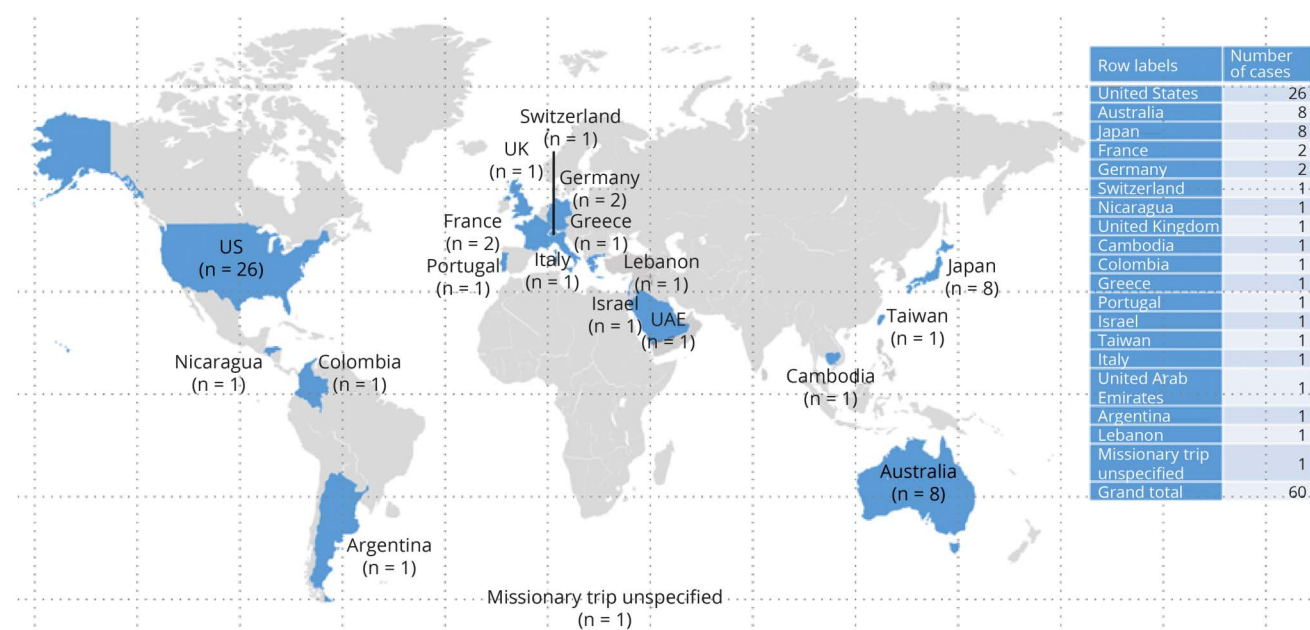 Switzerland
(n = 1)
UK
(n = 1)
Germany
(n = 2)
France
(n = 2)
Greece
(n = 1)
US
(n = 26)
Portugal
(n = 1)
Italy
(n = 1)
Lebanon
(n = 1)
Israel
(n = 1)
UAE
(n = 1)
Japan
(n = 8)
Taiwan
(n = 1)
Nicaragua
(n = 1)
Colombia
(n = 1)
Cambodia
(n = 1)
Australia
(n = 8)
Argentina
(n = 1)
Missionary trip unspecified
(n = 1)
Row labels Number of cases
United States 26
Australia 8
Japan 8
France 2
Germany 2
Switzerland 1
Nicaragua 1
United Kingdom 1
Cambodia 1
Colombia 1
Greece 1
Portugal 1
Israel 1
Taiwan 1
Italy 1
United Arab Emirates 1
Argentina 1
Lebanon 1
Missionary trip unspecified 1
Grand total 60